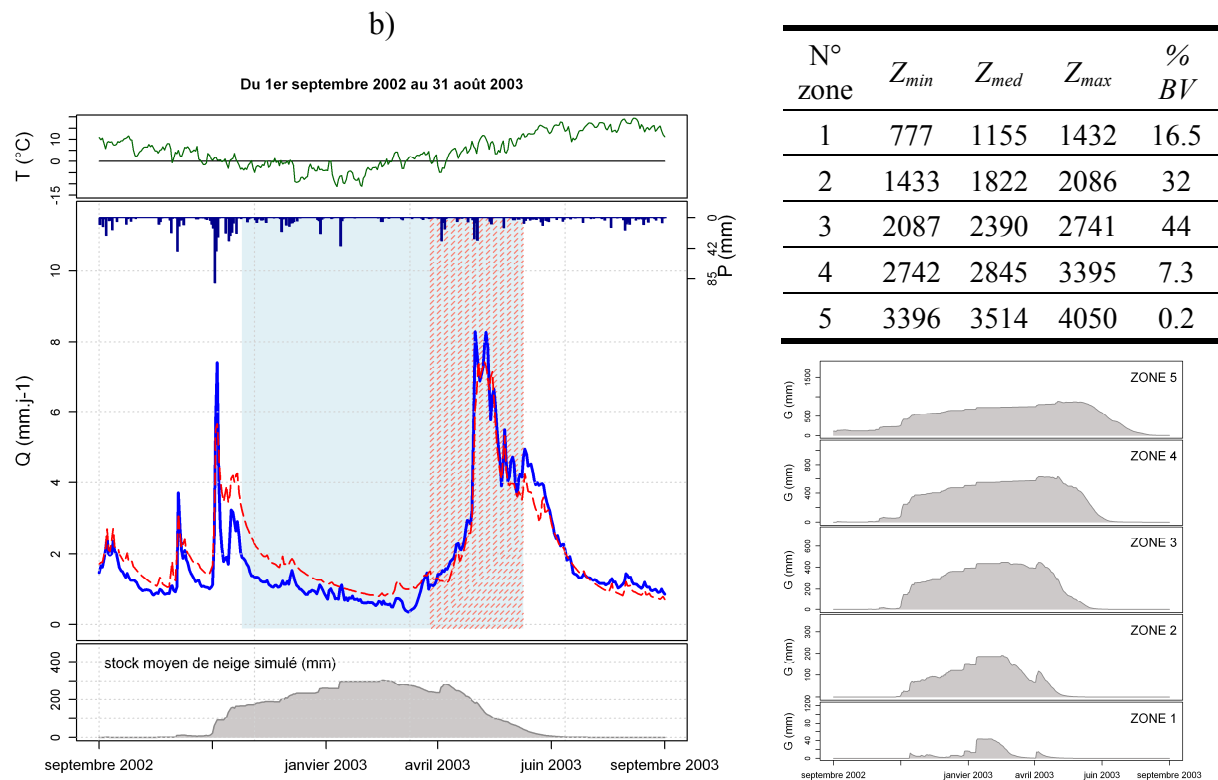 b)
Du 1er septembre 2002 au 31 août 2003
T (°C)
10
0
-15
P (mm)
0
42
85
Q (mm.j-1)
10
8
6
4
2
0
stock moyen de neige simulé (mm)
400
200
0
septembre 2002 janvier 2003 avril 2003 juin 2003 septembre 2003
N° zone Zmin Zmed Zmax % BV
1 777 1155 1432 16.5
2 1433 1822 2086 32
3 2087 2390 2741 44
4 2742 2845 3395 7.3
5 3396 3514 4050 0.2
ZONE 5
G (mm)
1500
500
0
ZONE 4
G (mm)
800
400
0
ZONE 3
G (mm)
600
400
200
0
ZONE 2
G (mm)
300
200
100
ZONE 1
G (mm)
120
80
40
0
septembre 2002 janvier 2003 avril 2003 juin 2003 septembre 2003